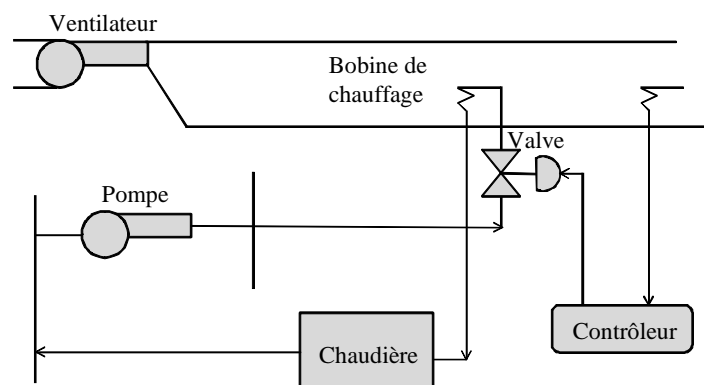 Ventilateur
Bobine de
chauffage
Valve
Pompe
Contrôleur
Chaudière